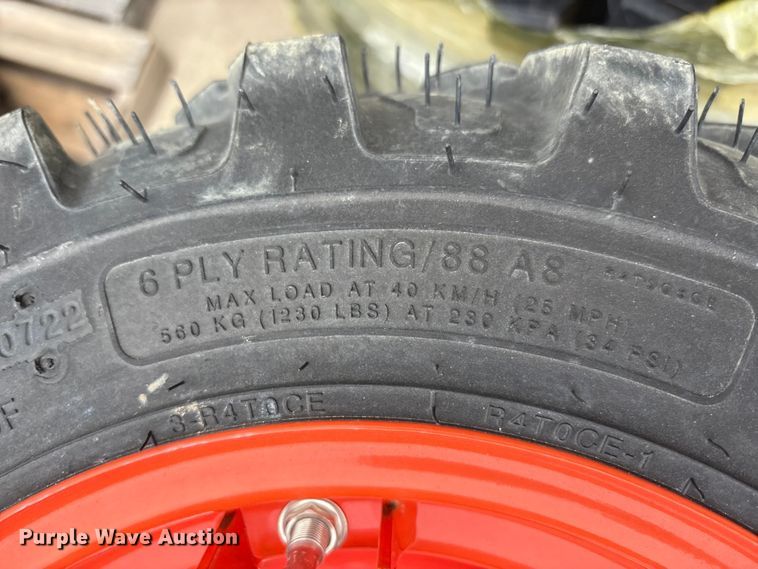 6 PLY RATING/88 A8
MAX LOAD AT 40 KM/H (25 MPH)
560 KG (1230 LBS) AT 230 KPA (34 PSI)
0722
F
3-R4T0CE
R4T0CE-1
Purple Wave Auction